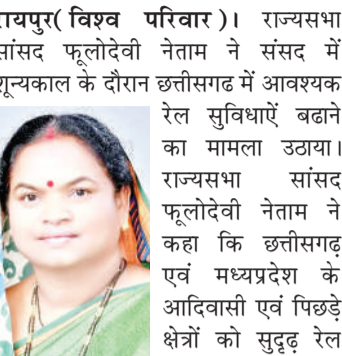 रायपुर( विश्व परिवार )। राज्यसभा
सांसद फूलोदेवी नेताम ने संसद में
शून्यकाल के दौरान छत्तीसगढ में आवश्यक
रेल सुविधाऐं बढाने
का मामला उठाया।
राज्यसभा सांसद
फूलोदेवी नेताम ने
कहा कि छत्तीसगढ़
एवं मध्यप्रदेश के
आदिवासी एवं पिछड़े
क्षेत्रों को सुदृढ़ रेल